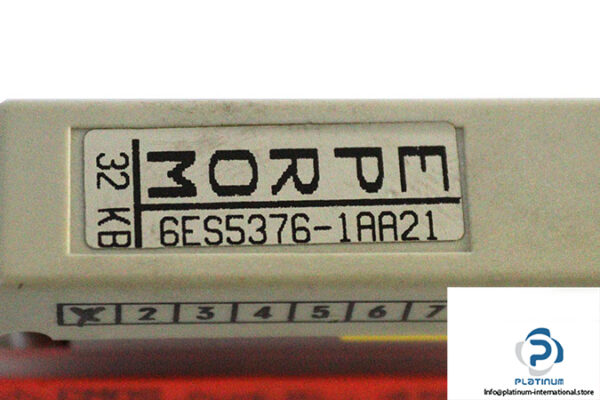 EPROM
32 KB
6ES5376-1AA21
2 3 4 5 6 7
P
PLATINUM
info@platinum-international.store